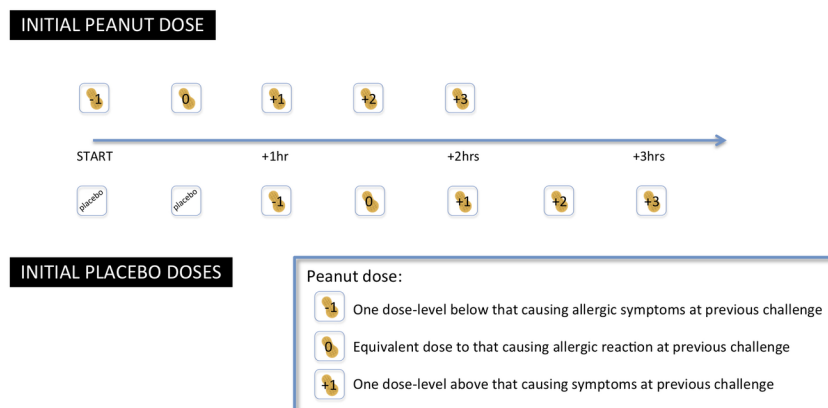 INITIAL PEANUT DOSE
-1 0 +1 +2 +3
START +1hr +2hrs +3hrs
placebo placebo -1 0 +1 +2 +3
INITIAL PLACEBO DOSES
Peanut dose:
-1 One dose-level below that causing allergic symptoms at previous challenge
0 Equivalent dose to that causing allergic reaction at previous challenge
+1 One dose-level above that causing symptoms at previous challenge